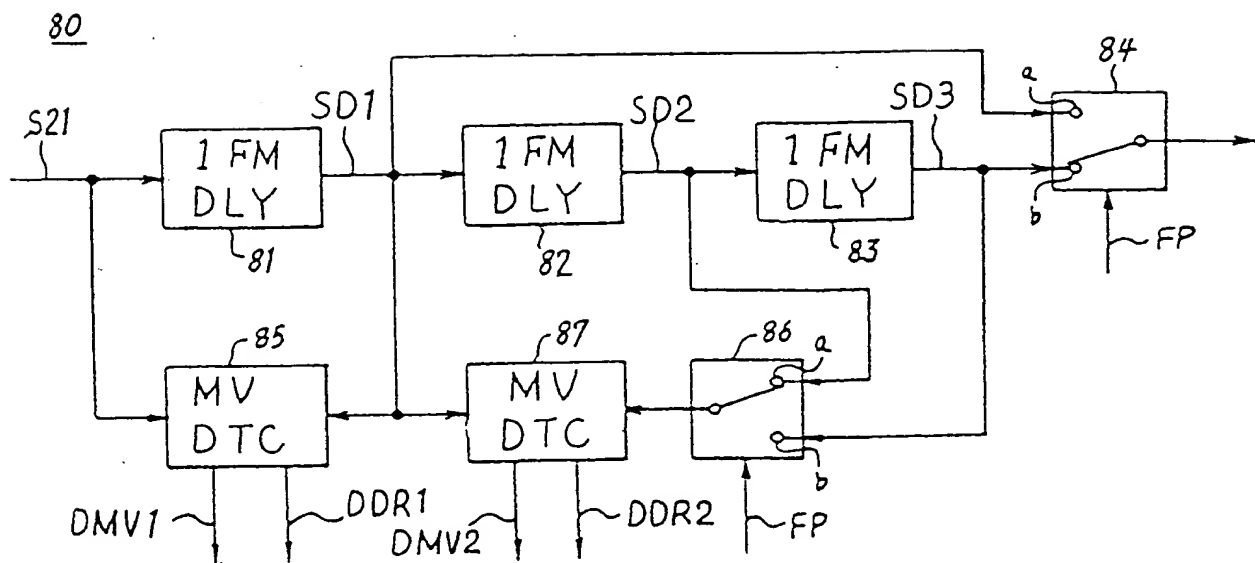 80
84
a
S21
SD1
SD2
SD3
1 FM
DLY
1 FM
DLY
1 FM
DLY
b
81
82
83
FP
85
87
86
a
MV
DTC
MV
DTC
b
DMV1
DDR1
DMV2
DDR2
FP